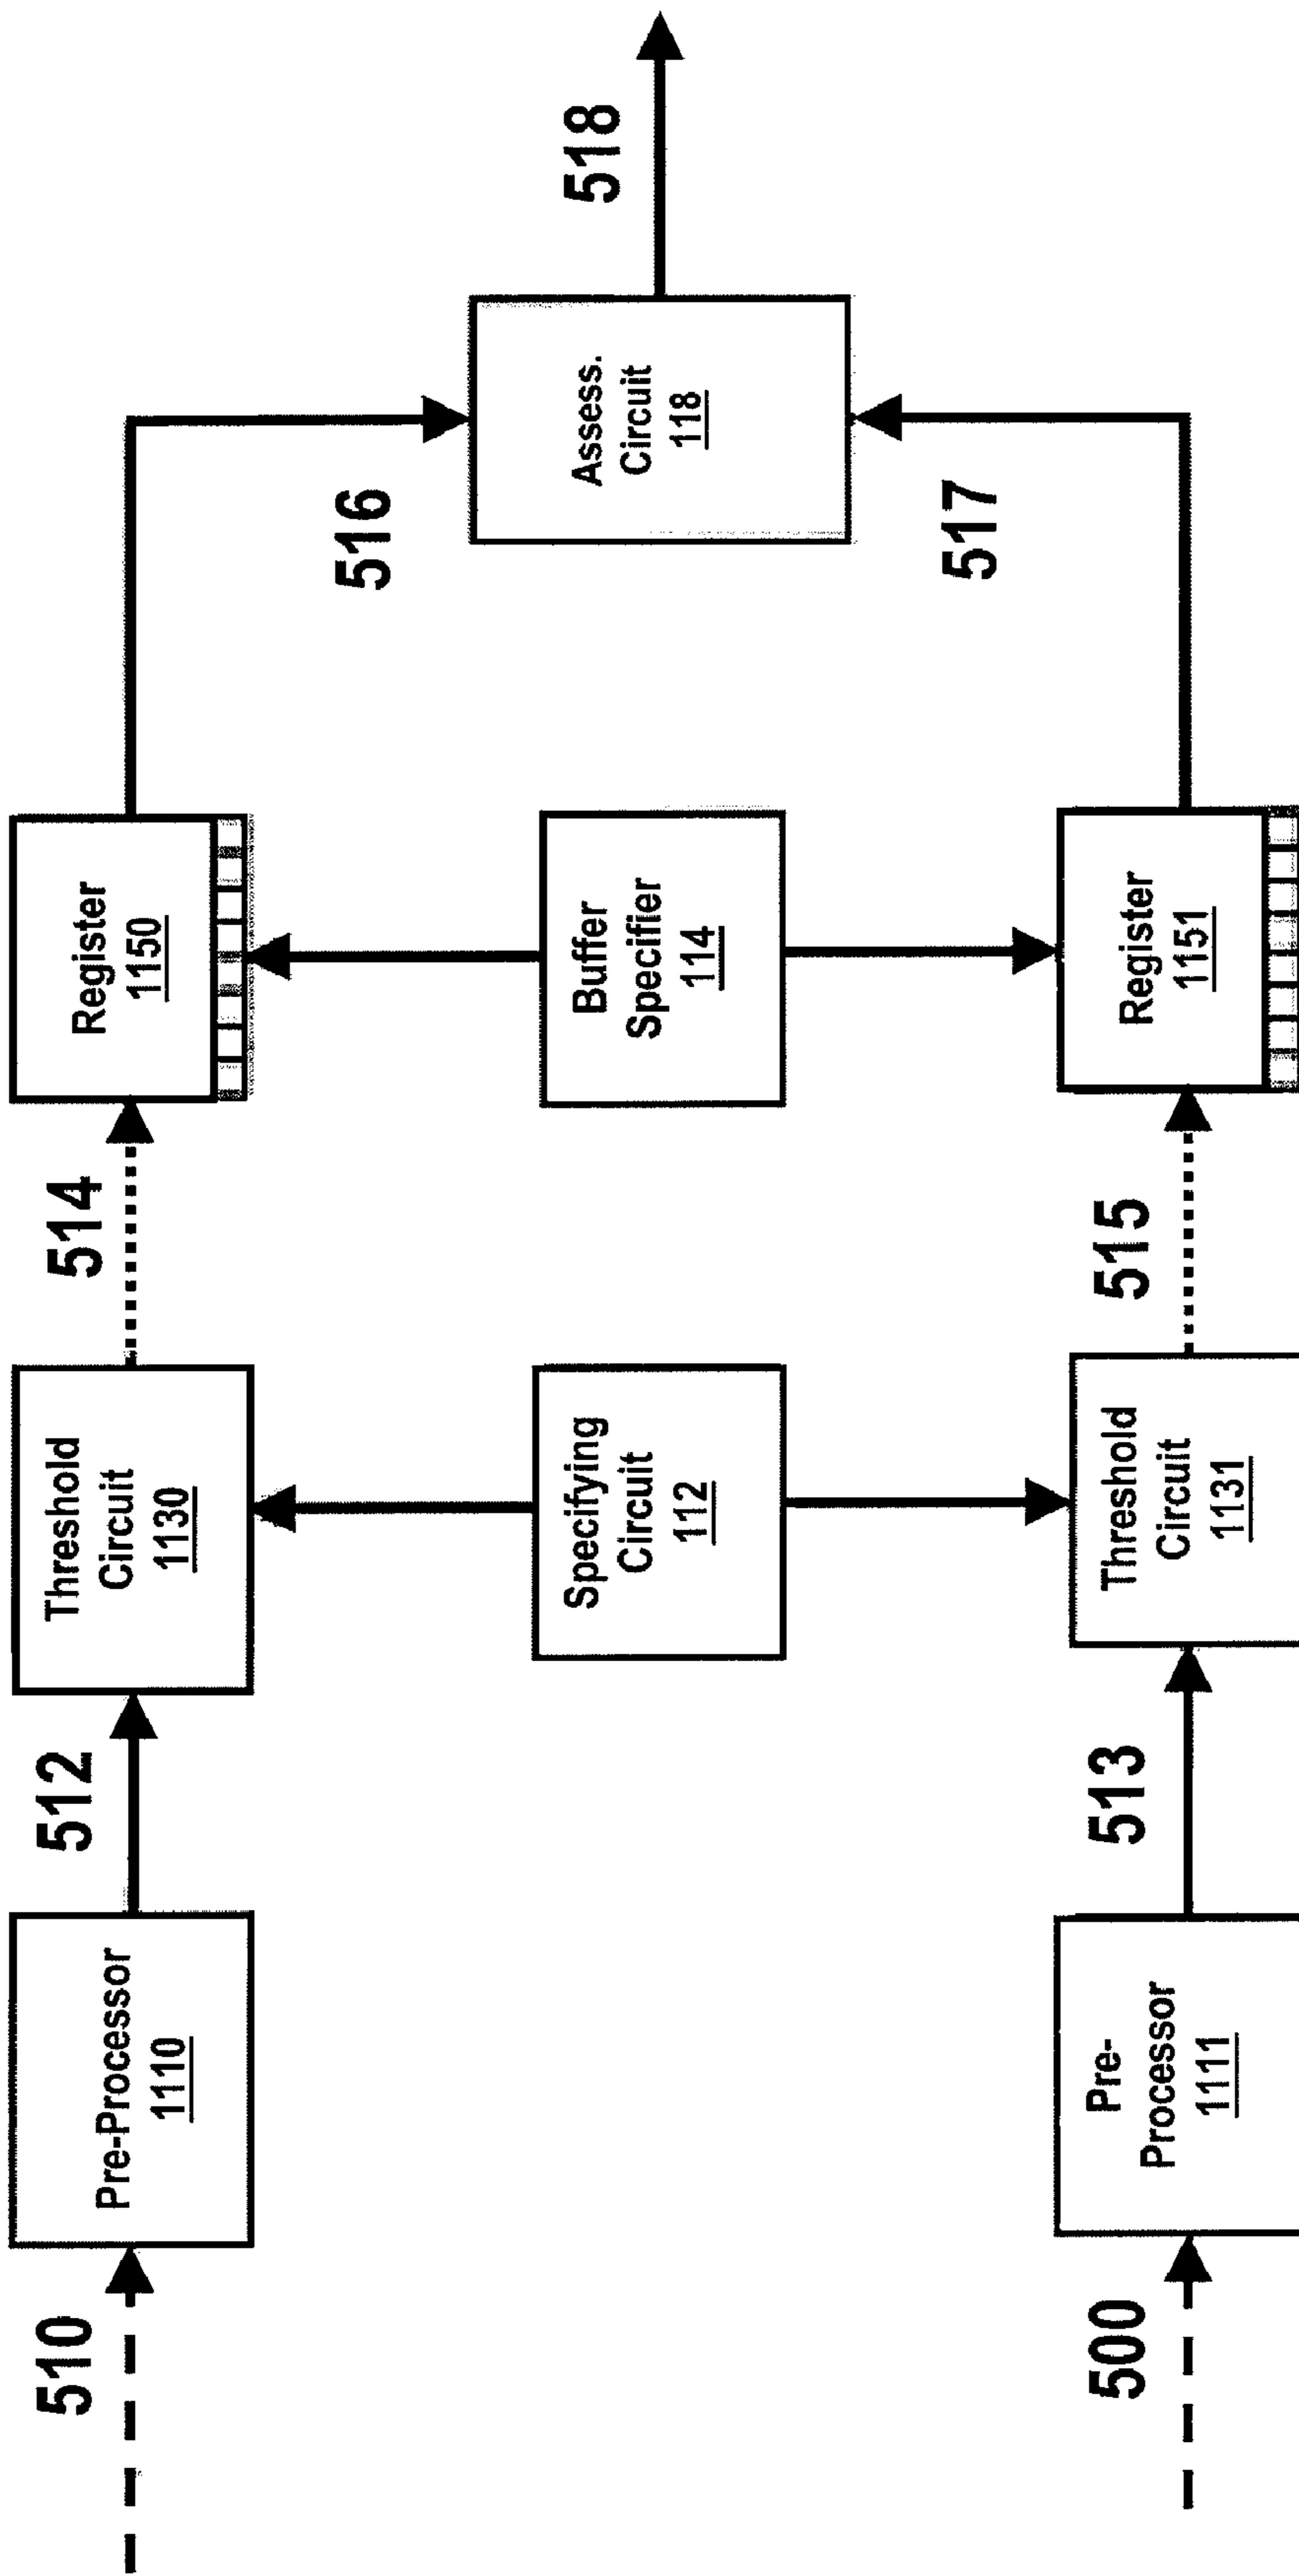 510
Pre-Processor
1110
512
Threshold
Circuit
1130
514
Register
1150
516
Specifying
Circuit
112
Buffer
Specifier
114
Assess.
Circuit
118
518
500
Pre-
Processor
1111
513
Threshold
Circuit
1131
515
Register
1151
517